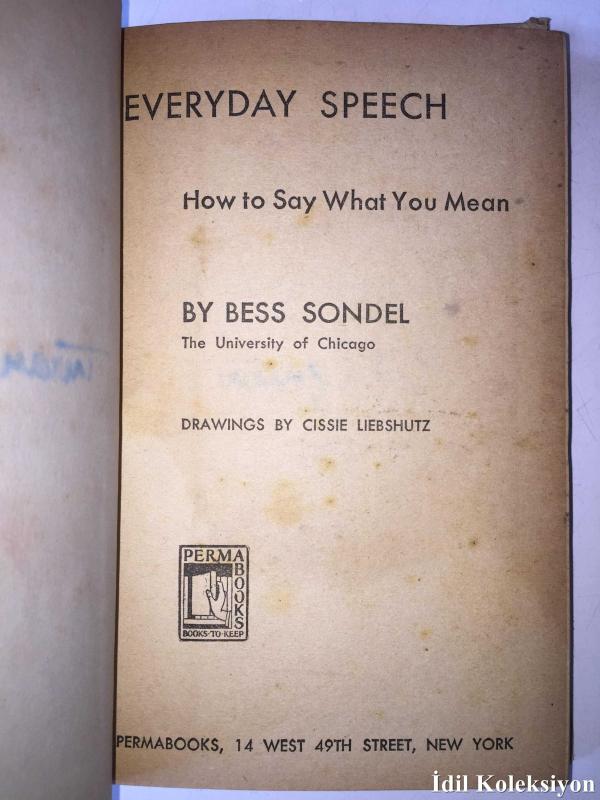 EVERYDAY SPEECH
How to Say What You Mean
BY BESS SONDEL
The University of Chicago
DRAWINGS BY CISSIE LIEBSHUTZ
PERMA
BOOKS
BOOKS-TO-KEEP
PERMABOOKS, 14 WEST 49TH STREET, NEW YORK
İdil Koleksiyon